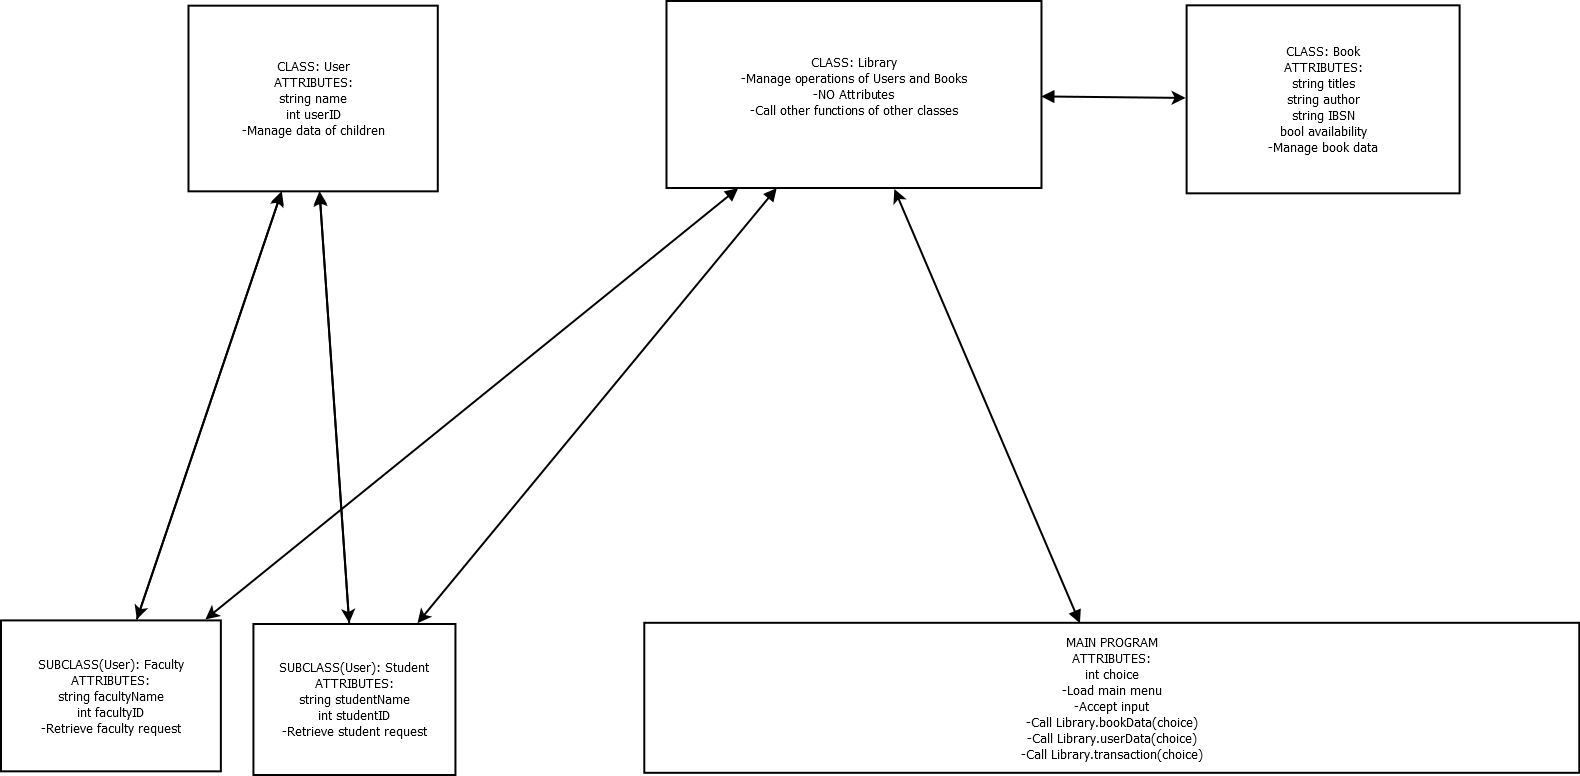 CLASS: User
ATTRIBUTES:
string name
int userID
-Manage data of children
CLASS: Library
-Manage operations of Users and Books
-NO Attributes
-Call other functions of other classes
CLASS: Book
ATTRIBUTES:
string titles
string author
string IBSN
bool availability
-Manage book data
SUBCLASS(User): Faculty
ATTRIBUTES:
string facultyName
int facultyID
-Retrieve faculty request
SUBCLASS(User): Student
ATTRIBUTES:
string studentName
int studentID
-Retrieve student request
MAIN PROGRAM
ATTRIBUTES:
int choice
-Load main menu
-Accept input
-Call Library.bookData(choice)
-Call Library.userData(choice)
-Call Library.transaction(choice)